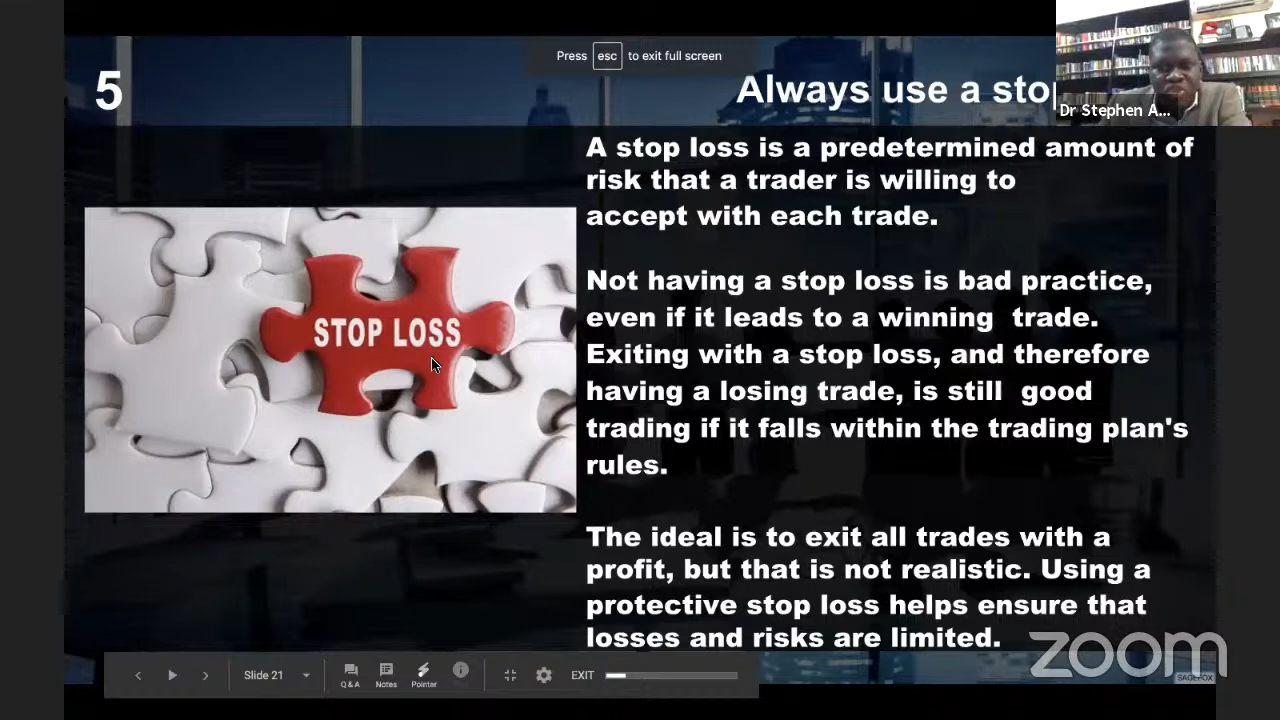 Press esc to exit full screen
5
Always use a stop
Dr Stephen A...
A stop loss is a predetermined amount of
risk that a trader is willing to
accept with each trade.
STOP LOSS
Not having a stop loss is bad practice,
even if it leads to a winning trade.
Exiting with a stop loss, and therefore
having a losing trade, is still good
trading if it falls within the trading plan's
rules.
The ideal is to exit all trades with a
profit, but that is not realistic. Using a
protective stop loss helps ensure that
losses and risks are limited.
zoom
SAGEFOX
Slide 21
Q&A
Notes
Pointer
EXIT